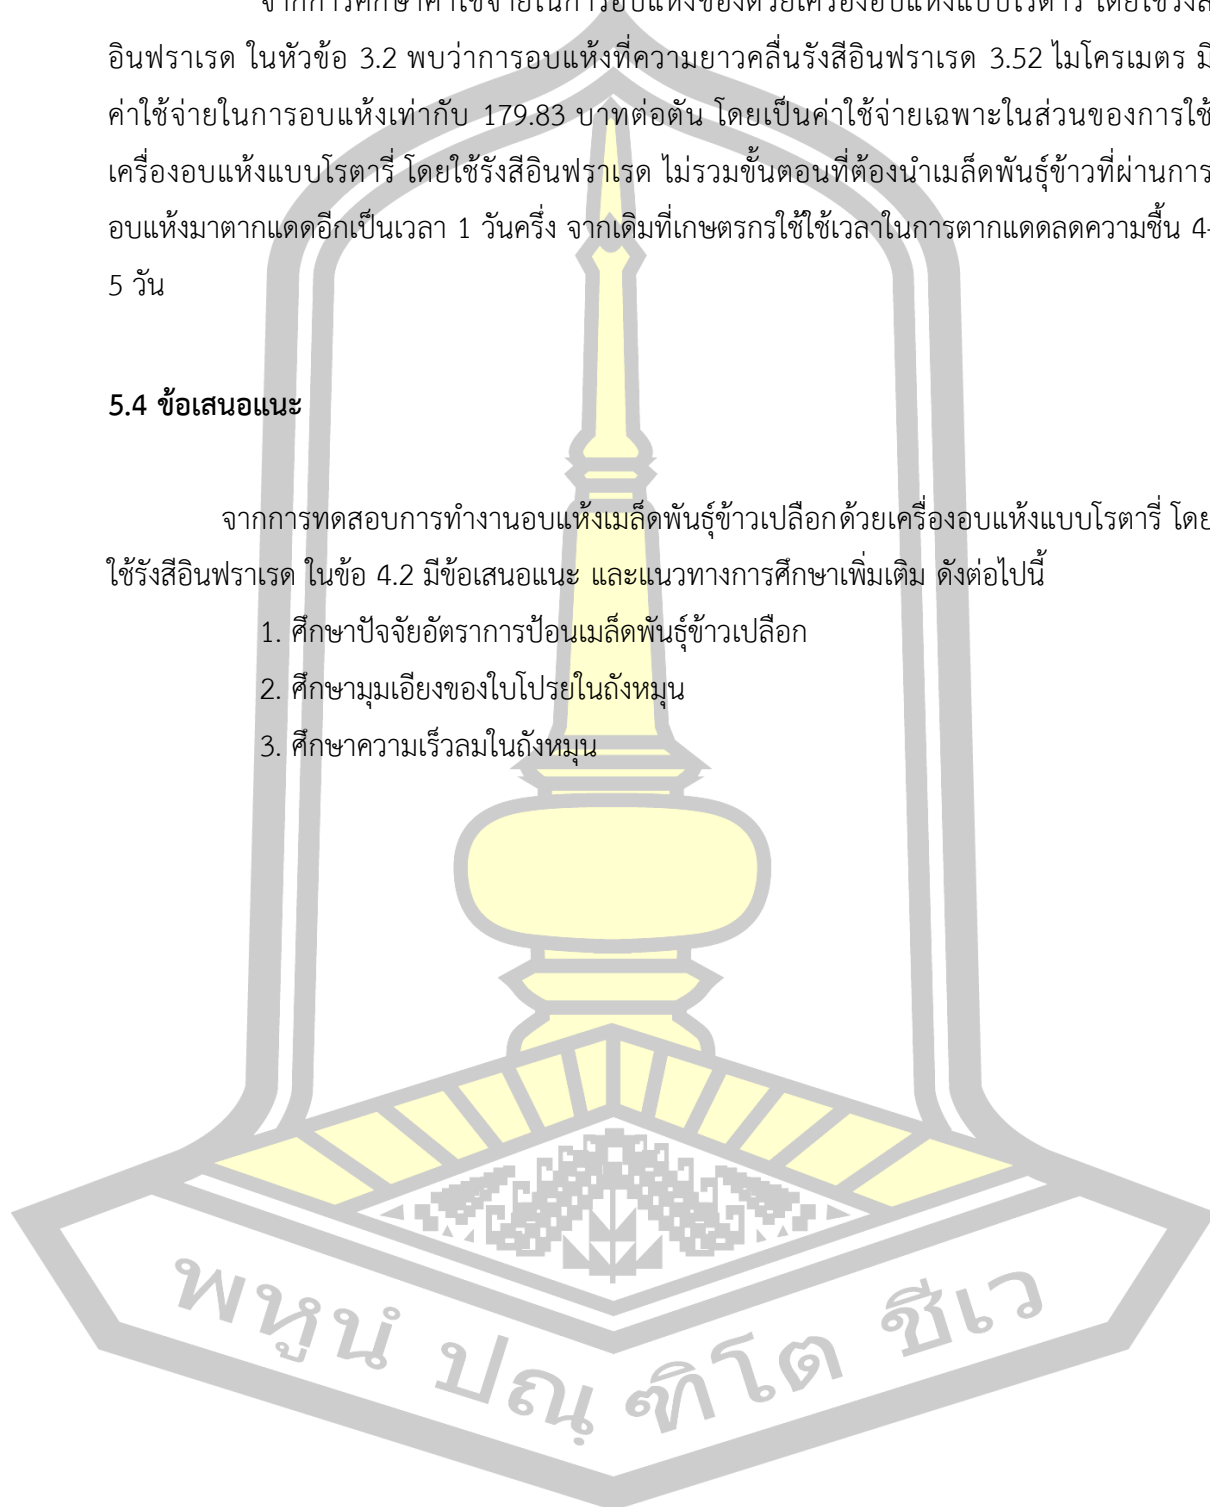 จากการศึกษาค่าใช้จ่ายในการอบแห้งของด้วยเครื่องอบแห้งแบบโรตารี่ โดยใช้รังสี
อินฟราเรด ในหัวข้อ 3.2 พบว่าการอบแห้งที่ความยาวคลื่นรังสีอินฟราเรด 3.52 ไมโครเมตร มี
ค่าใช้จ่ายในการอบแห้งเท่ากับ 179.83 บาทต่อตัน โดยเป็นค่าใช้จ่ายเฉพาะในส่วนของการใช้
เครื่องอบแห้งแบบโรตารี่ โดยใช้รังสีอินฟราเรด ไม่รวมขั้นตอนที่ต้องนำเมล็ดพันธุ์ข้าวที่ผ่านการ
อบแห้งมาตากแดดอีกเป็นเวลา 1 วันครึ่ง จากเดิมที่เกษตรกรใช้ใช้เวลาในการตากแดดลดความชื้น 4-
5 วัน
5.4 ข้อเสนอแนะ
จากการทดสอบการทำงานอบแห้งเมล็ดพันธุ์ข้าวเปลือกด้วยเครื่องอบแห้งแบบโรตารี่ โดย
ใช้รังสีอินฟราเรด ในข้อ 4.2 มีข้อเสนอแนะ และแนวทางการศึกษาเพิ่มเติม ดังต่อไปนี้
1. ศึกษาปัจจัยอัตราการป้อนเมล็ดพันธุ์ข้าวเปลือก
2. ศึกษามุมเอียงของใบโปรยในถังหมุน
3. ศึกษาความเร็วลมในถังหมุน
พหูนํ ปณฺฑิโต ชีเว